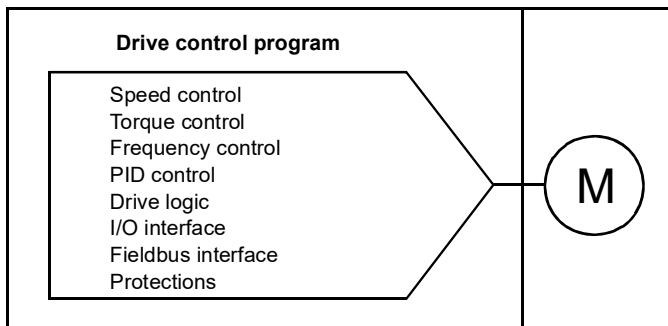 Drive control program
Speed control
Torque control
Frequency control
PID control
Drive logic
I/O interface
Fieldbus interface
Protections
M